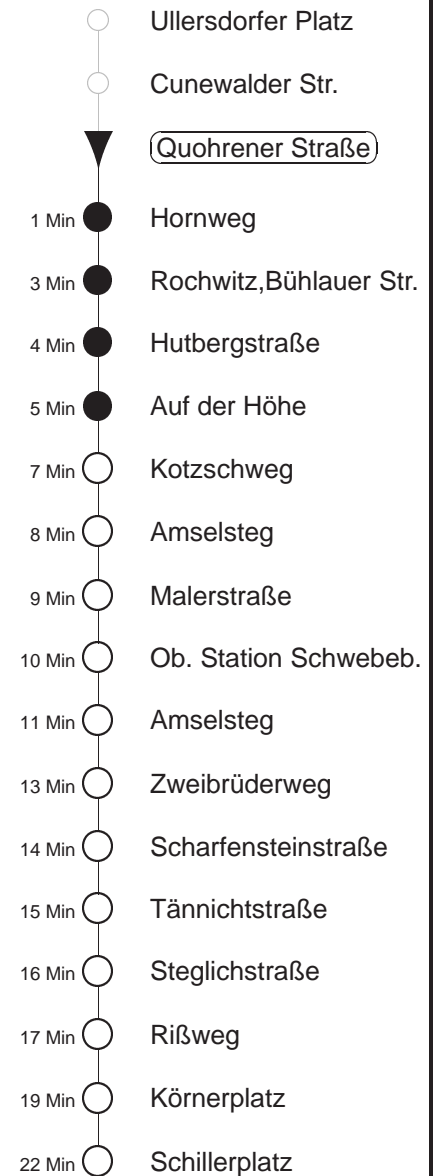 Ullersdorfer Platz
Cunewalder Str.
Quohrener Straße
1 Min Hornweg
3 Min Rochwitz,Bühlauer Str.
4 Min Hutbergstraße
5 Min Auf der Höhe
7 Min Kotzschweg
8 Min Amselsteg
9 Min Malerstraße
10 Min Ob. Station Schwebeb.
11 Min Amselsteg
13 Min Zweibrüderweg
14 Min Scharfensteinstraße
15 Min Tännichtstraße
16 Min Steglichstraße
17 Min Rißweg
19 Min Körnerplatz
22 Min Schillerplatz